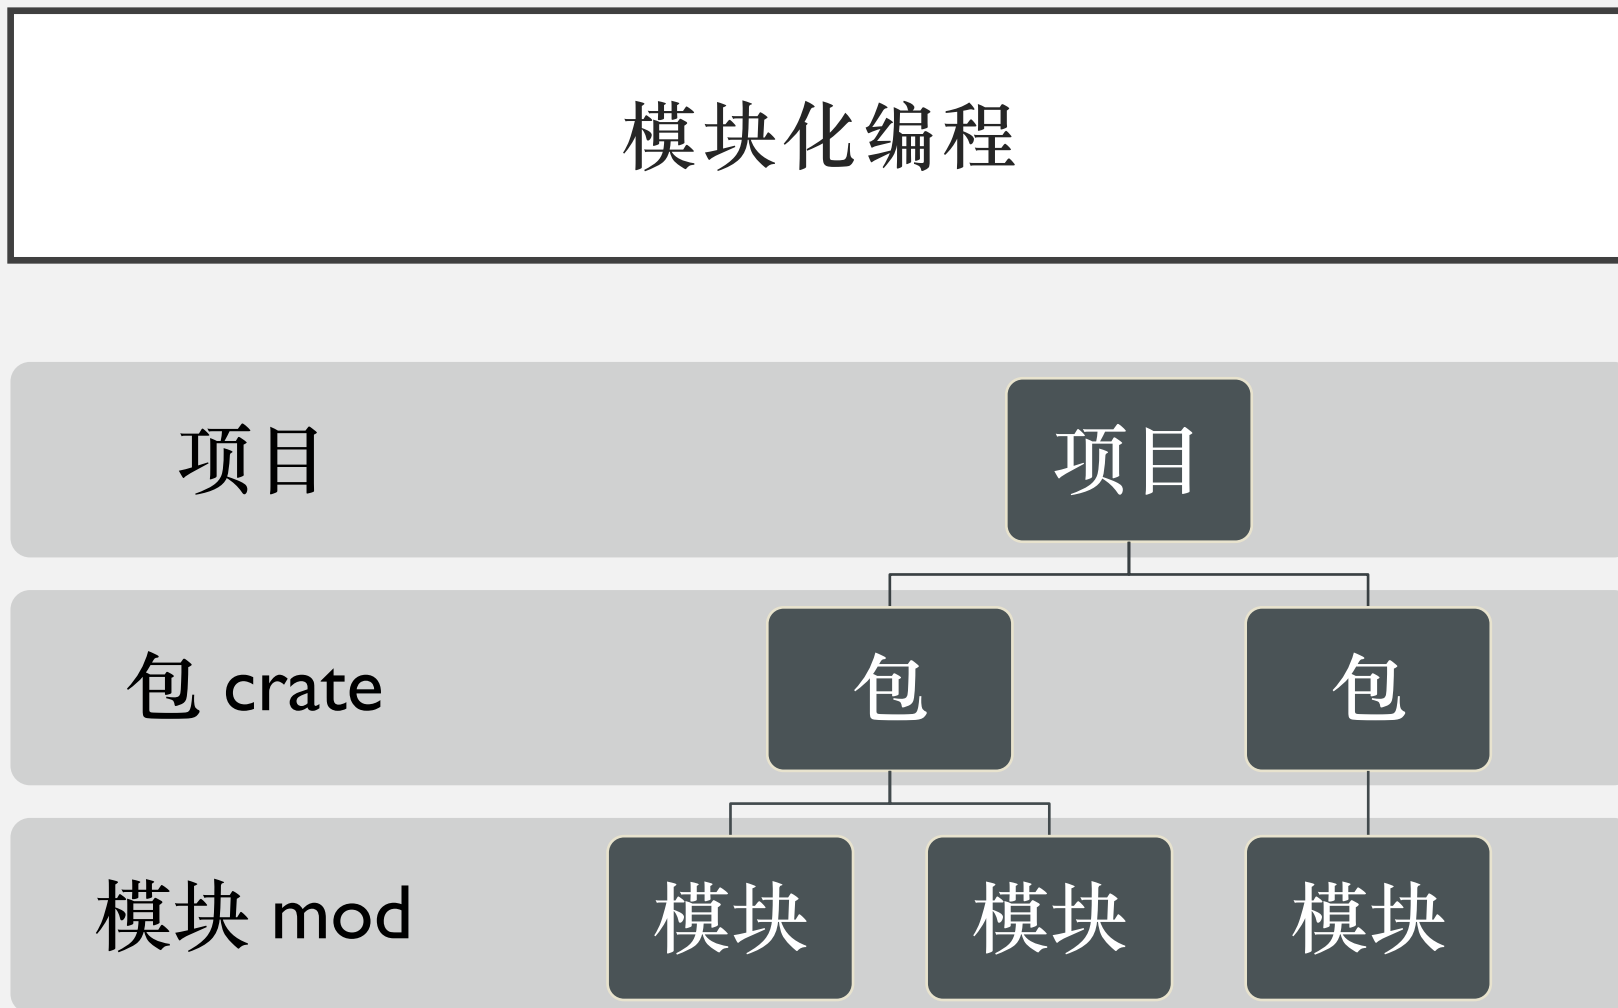 模块化编程
项目
项目
包 crate
包
包
模块 mod
模块
模块
模块